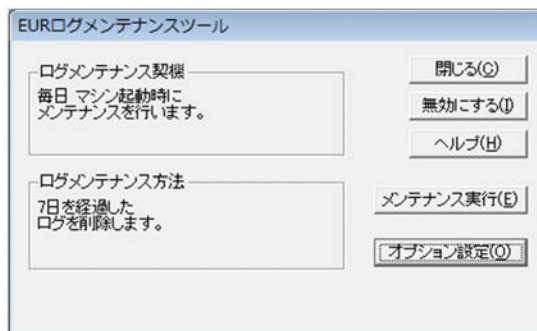 EURログメンテナンスツール
ログメンテナンス契機
毎日 マシン起動時に
メンテナンスを行います。
ログメンテナンス方法
7日を経過した
ログを削除します。
閉じる(C)
無効にする(I)
ヘルプ(H)
メンテナンス実行(E)
オプション設定(O)